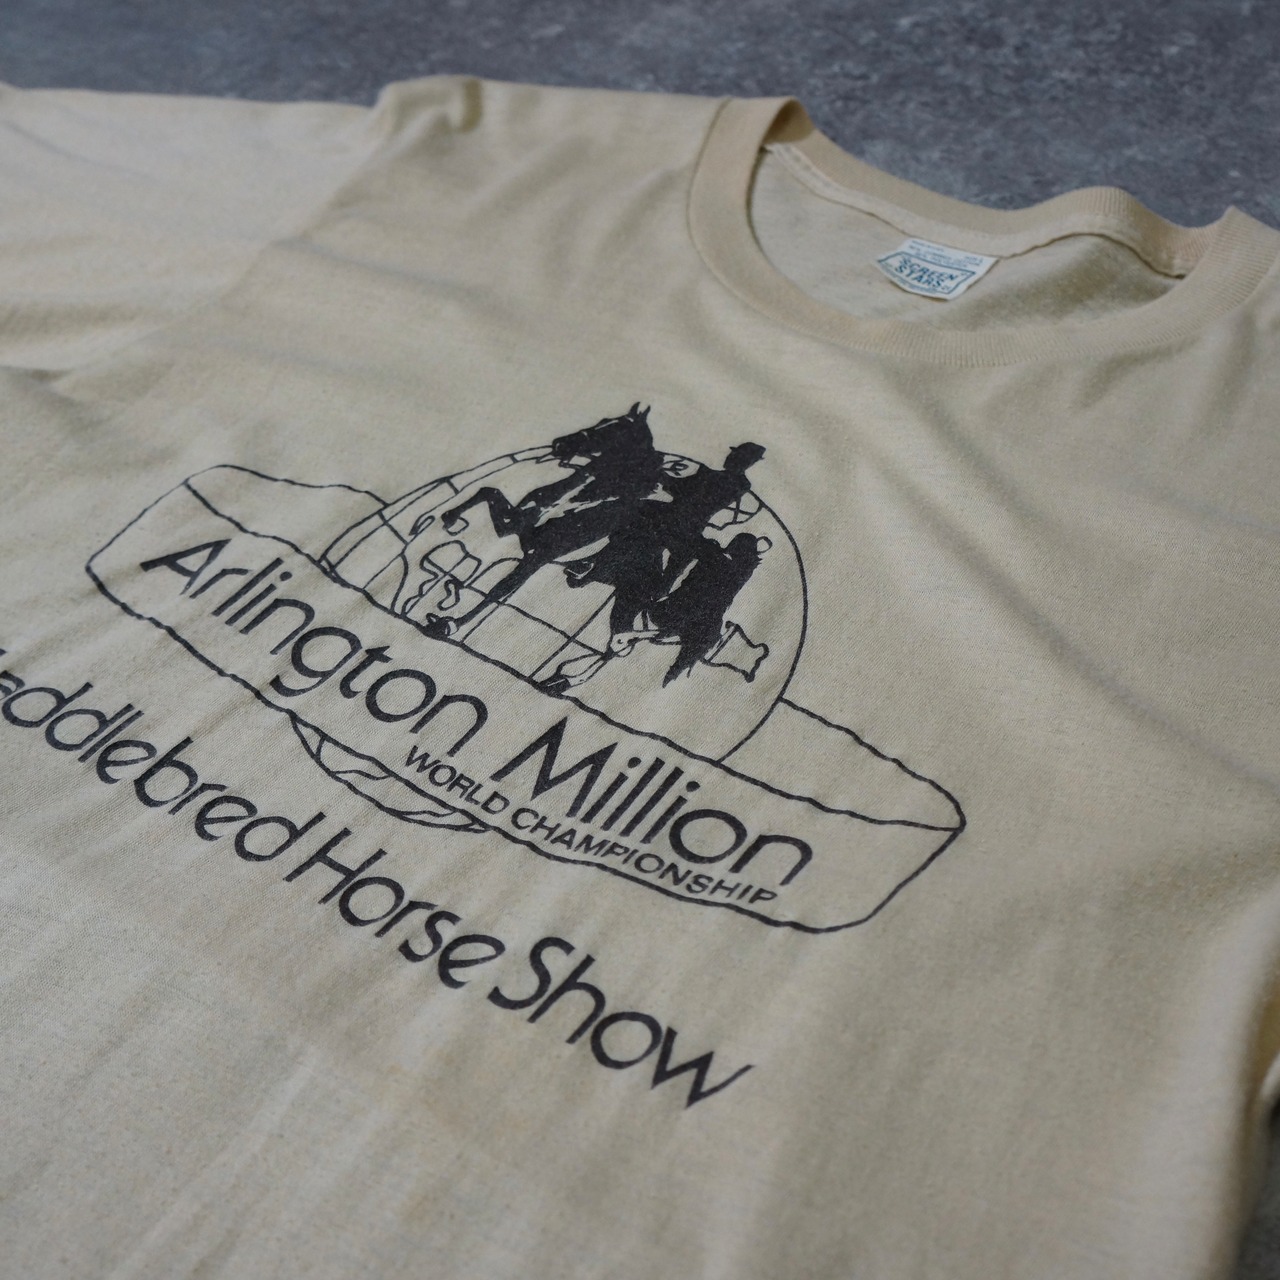 SCREEN
STARS
Arlington Million
WORLD CHAMPIONSHIP
addlebred Horse Show